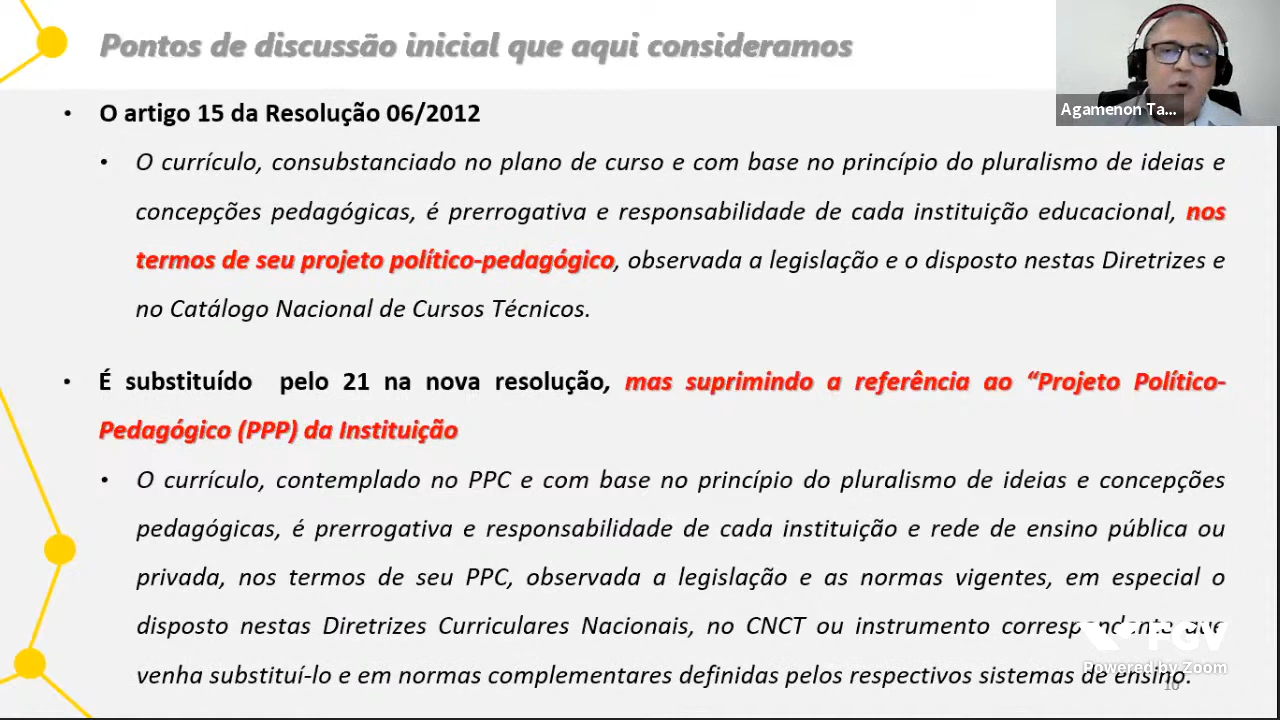 Pontos de discussão inicial que aqui consideramos
Agamenon Ta...
• O artigo 15 da Resolução 06/2012
• O currículo, consubstanciado no plano de curso e com base no princípio do pluralismo de ideias e
concepções pedagógicas, é prerrogativa e responsabilidade de cada instituição educacional, nos
termos de seu projeto político-pedagógico, observada a legislação e o disposto nestas Diretrizes e
no Catálogo Nacional de Cursos Técnicos.
• É substituído pelo 21 na nova resolução, mas suprimindo a referência ao “Projeto Político-
Pedagógico (PPP) da Instituição
• O currículo, contemplado no PPC e com base no princípio do pluralismo de ideias e concepções
pedagógicas, é prerrogativa e responsabilidade de cada instituição e rede de ensino pública ou
privada, nos termos de seu PPC, observada a legislação e as normas vigentes, em especial o
disposto nestas Diretrizes Curriculares Nacionais, no CNCT ou instrumento correspondente que
venha substituí-lo e em normas complementares definidas pelos respectivos sistemas de ensino.
FGV
Powered by Zoom
10